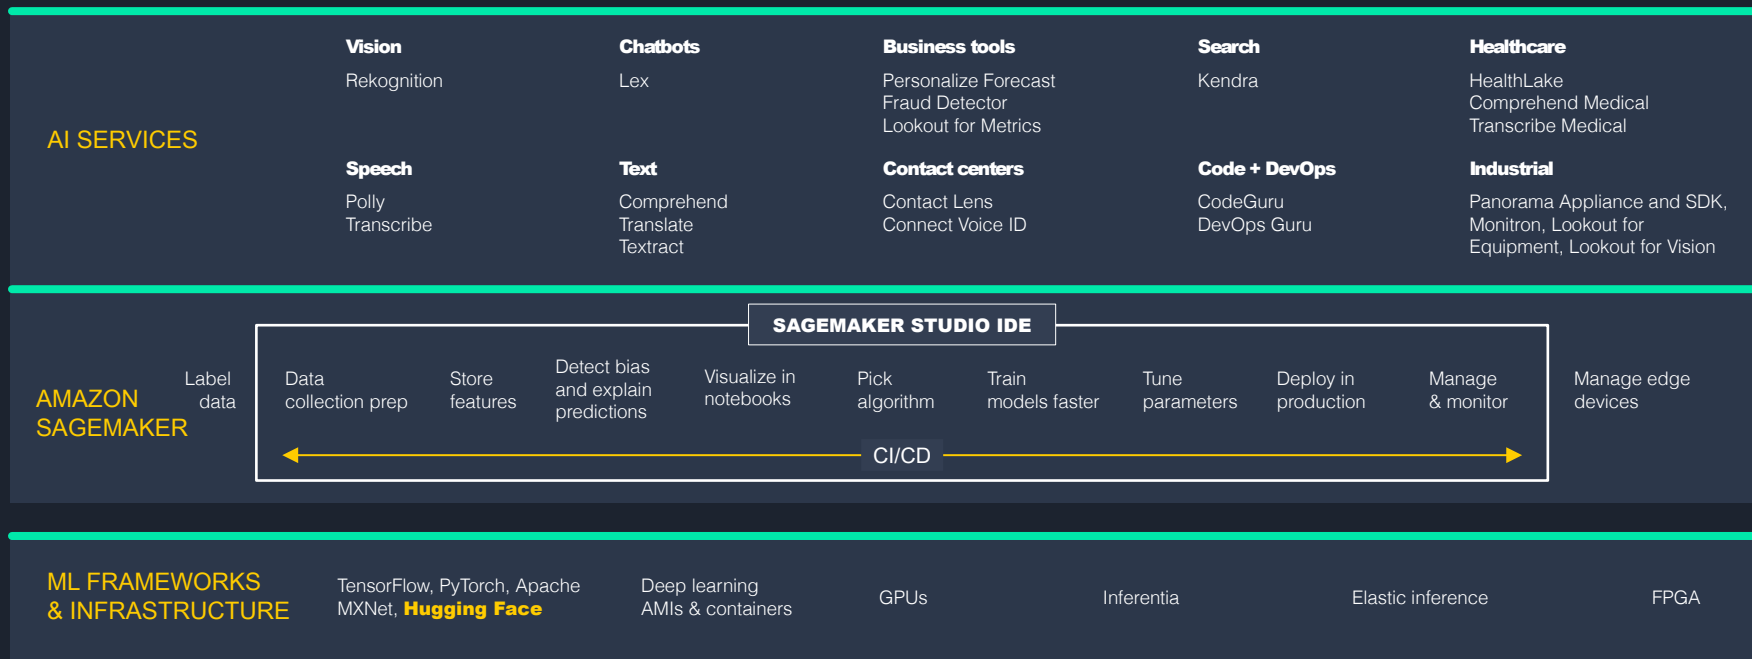 AI SERVICES
Vision
Rekognition
Chatbots
Lex
Business tools
Personalize Forecast
Fraud Detector
Lookout for Metrics
Search
Kendra
Healthcare
HealthLake
Comprehend Medical
Transcribe Medical
Speech
Polly
Transcribe
Text
Comprehend
Translate
Textract
Contact centers
Contact Lens
Connect Voice ID
Code + DevOps
CodeGuru
DevOps Guru
Industrial
Panorama Appliance and SDK,
Monitron, Lookout for
Equipment, Lookout for Vision
AMAZON
SAGEMAKER
SAGEMAKER STUDIO IDE
Label
data
Data
collection prep
Store
features
Detect bias
and explain
predictions
Visualize in
notebooks
Pick
algorithm
Train
models faster
Tune
parameters
Deploy in
production
Manage
& monitor
Manage edge
devices
CI/CD
ML FRAMEWORKS
& INFRASTRUCTURE
TensorFlow, PyTorch, Apache
MXNet, Hugging Face
Deep learning
AMIs & containers
GPUs
Inferentia
Elastic inference
FPGA